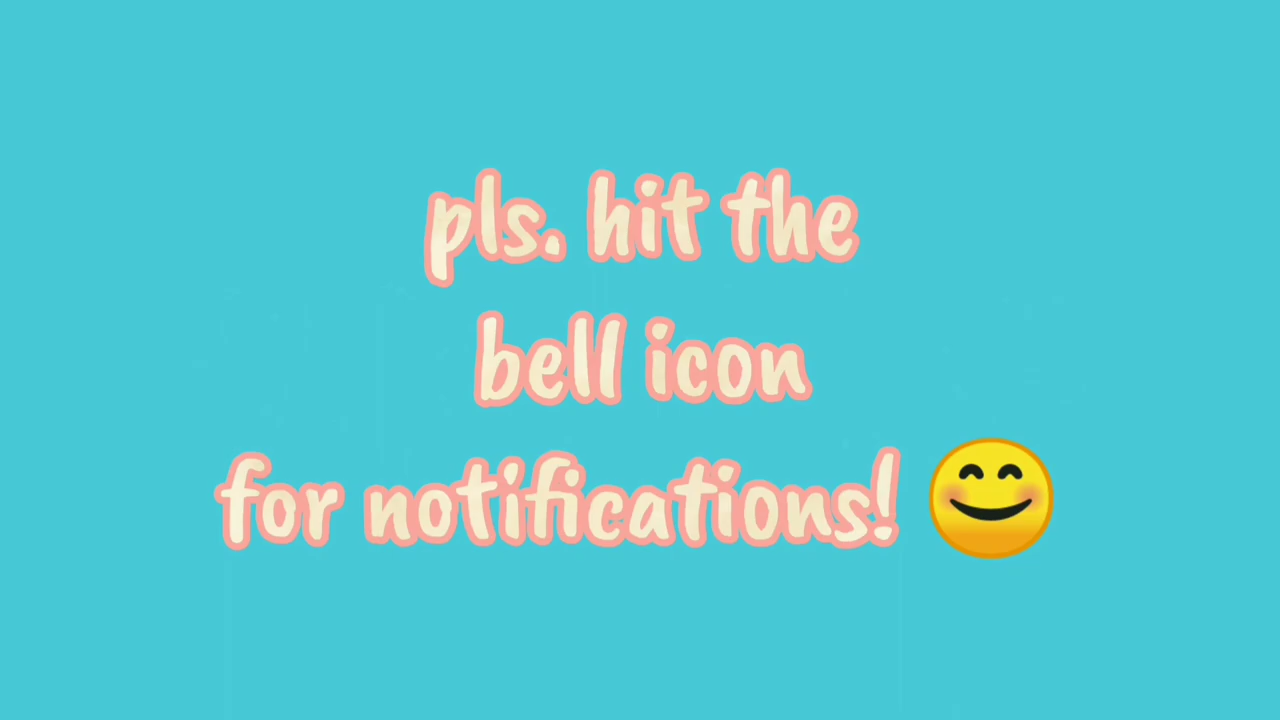 pls. hit the
bell icon
for notifications! 😊